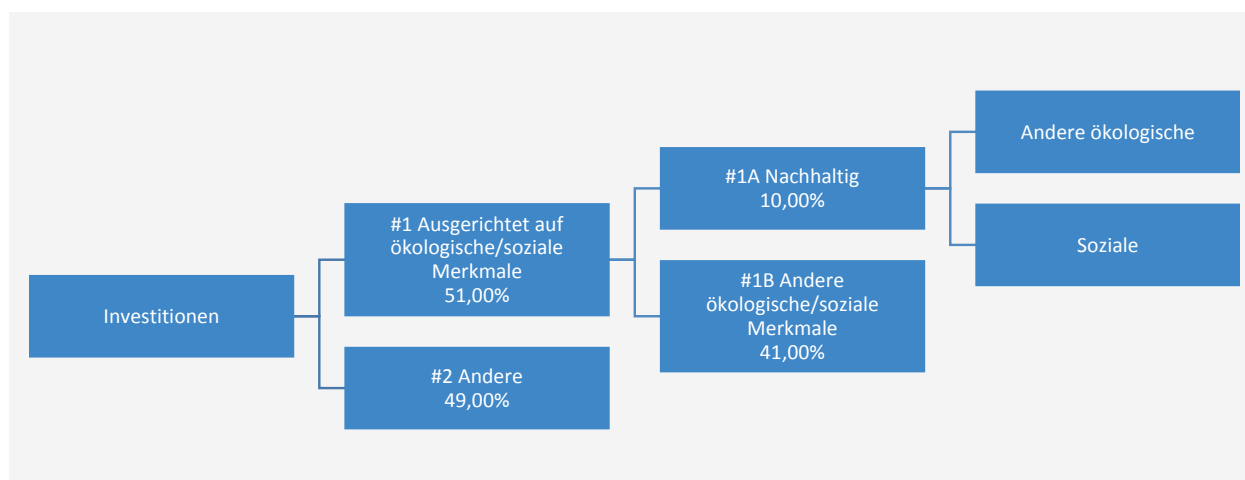 Investitionen
#1 Ausgerichtet auf
ökologische/soziale
Merkmale
51,00%
#2 Andere
49,00%
#1A Nachhaltig
10,00%
#1B Andere
ökologische/soziale
Merkmale
41,00%
Andere ökologische
Soziale